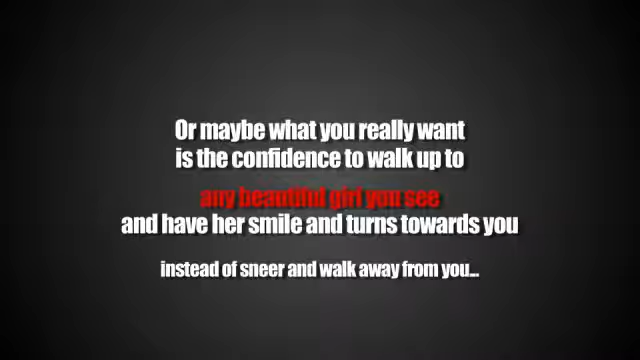 Or maybe what you really want
is the confidence to walk up to
any beautiful girl you see
and have her smile and turns towards you
instead of sneer and walk away from you...